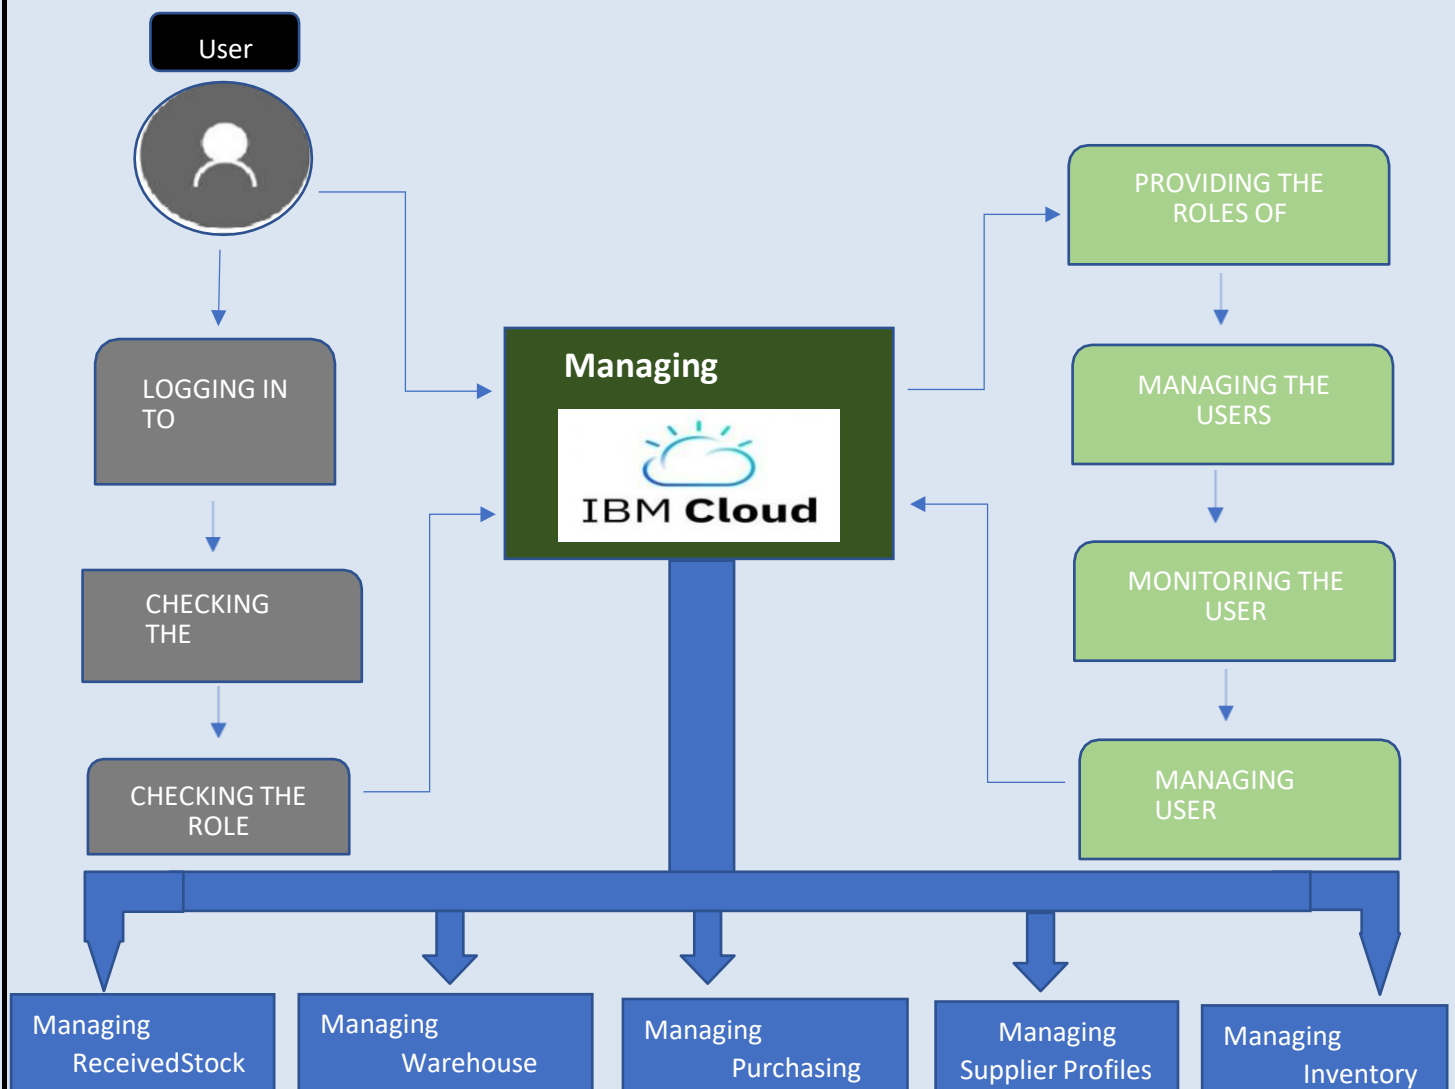 User
LOGGING IN
TO
CHECKING
THE
CHECKING THE
ROLE
Managing
IBM Cloud
PROVIDING THE
ROLES OF
MANAGING THE
USERS
MONITORING THE
USER
MANAGING
USER
Managing
ReceivedStock
Managing
Warehouse
Managing
Purchasing
Managing
Supplier Profiles
Managing
Inventory